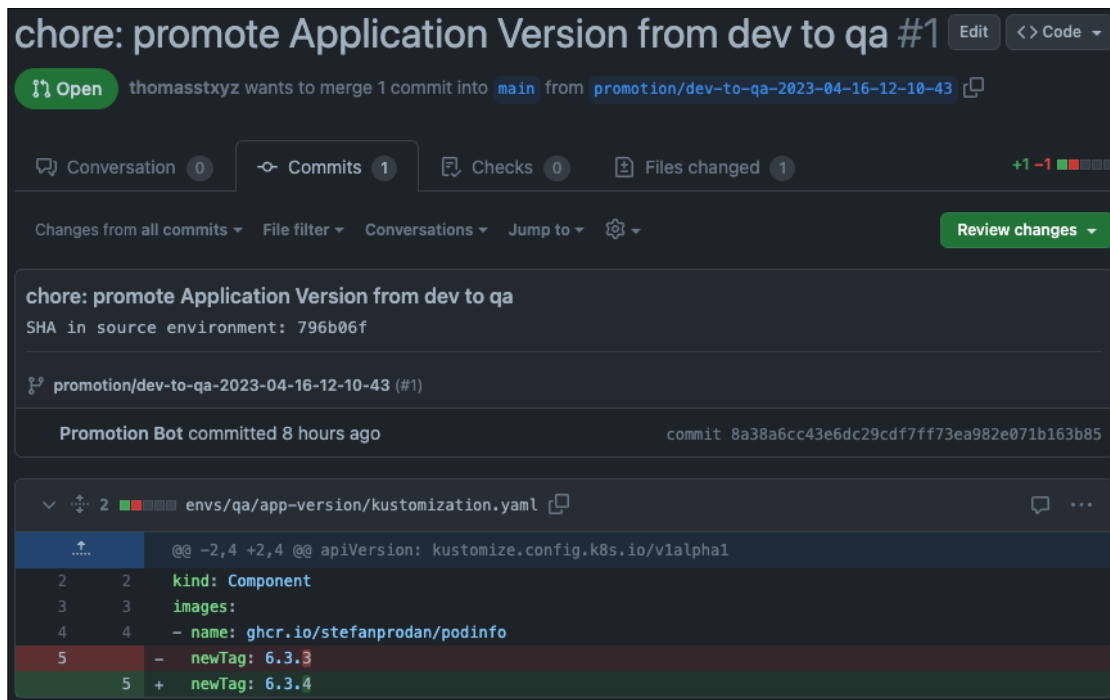 chore: promote Application Version from dev to qa #1 Edit <> Code
Open thomasstxyz wants to merge 1 commit into main from promotion/dev-to-qa-2023-04-16-12-10-43
Conversation 0 Commits 1 Checks 0 Files changed 1 +1 −1
Changes from all commits File filter Conversations Jump to Review changes
chore: promote Application Version from dev to qa
SHA in source environment: 796b06f
promotion/dev-to-qa-2023-04-16-12-10-43 (#1)
Promotion Bot committed 8 hours ago commit 8a38a6cc43e6dc29cdf7ff73ea982e071b163b85
2 envs/qa/app-version/kustomization.yaml ...
@@ -2,4 +2,4 @@ apiVersion: kustomize.config.k8s.io/v1alpha1
2 2 kind: Component
3 3 images:
4 4 - name: ghcr.io/stefanprodan/podinfo
5 - newTag: 6.3.3
5 + newTag: 6.3.4